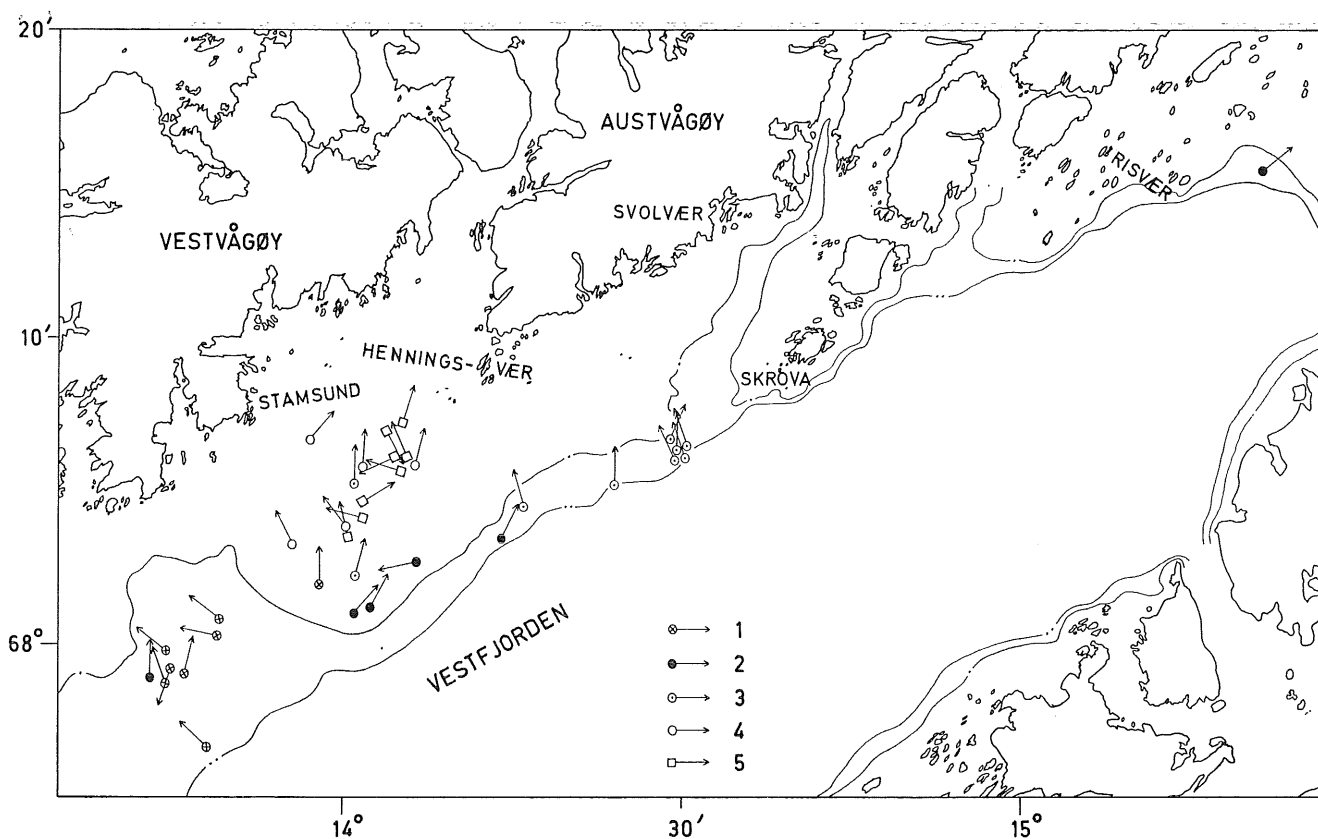 20'
AUSTVÅGØY
RISVÆR
SVOLVÆR
VESTVÅGØY
10'
HENNINGS-VÆR
SKROVA
STAMSUND
68°
VESTFJORDEN
1
2
3
4
5
14°
30'
15°